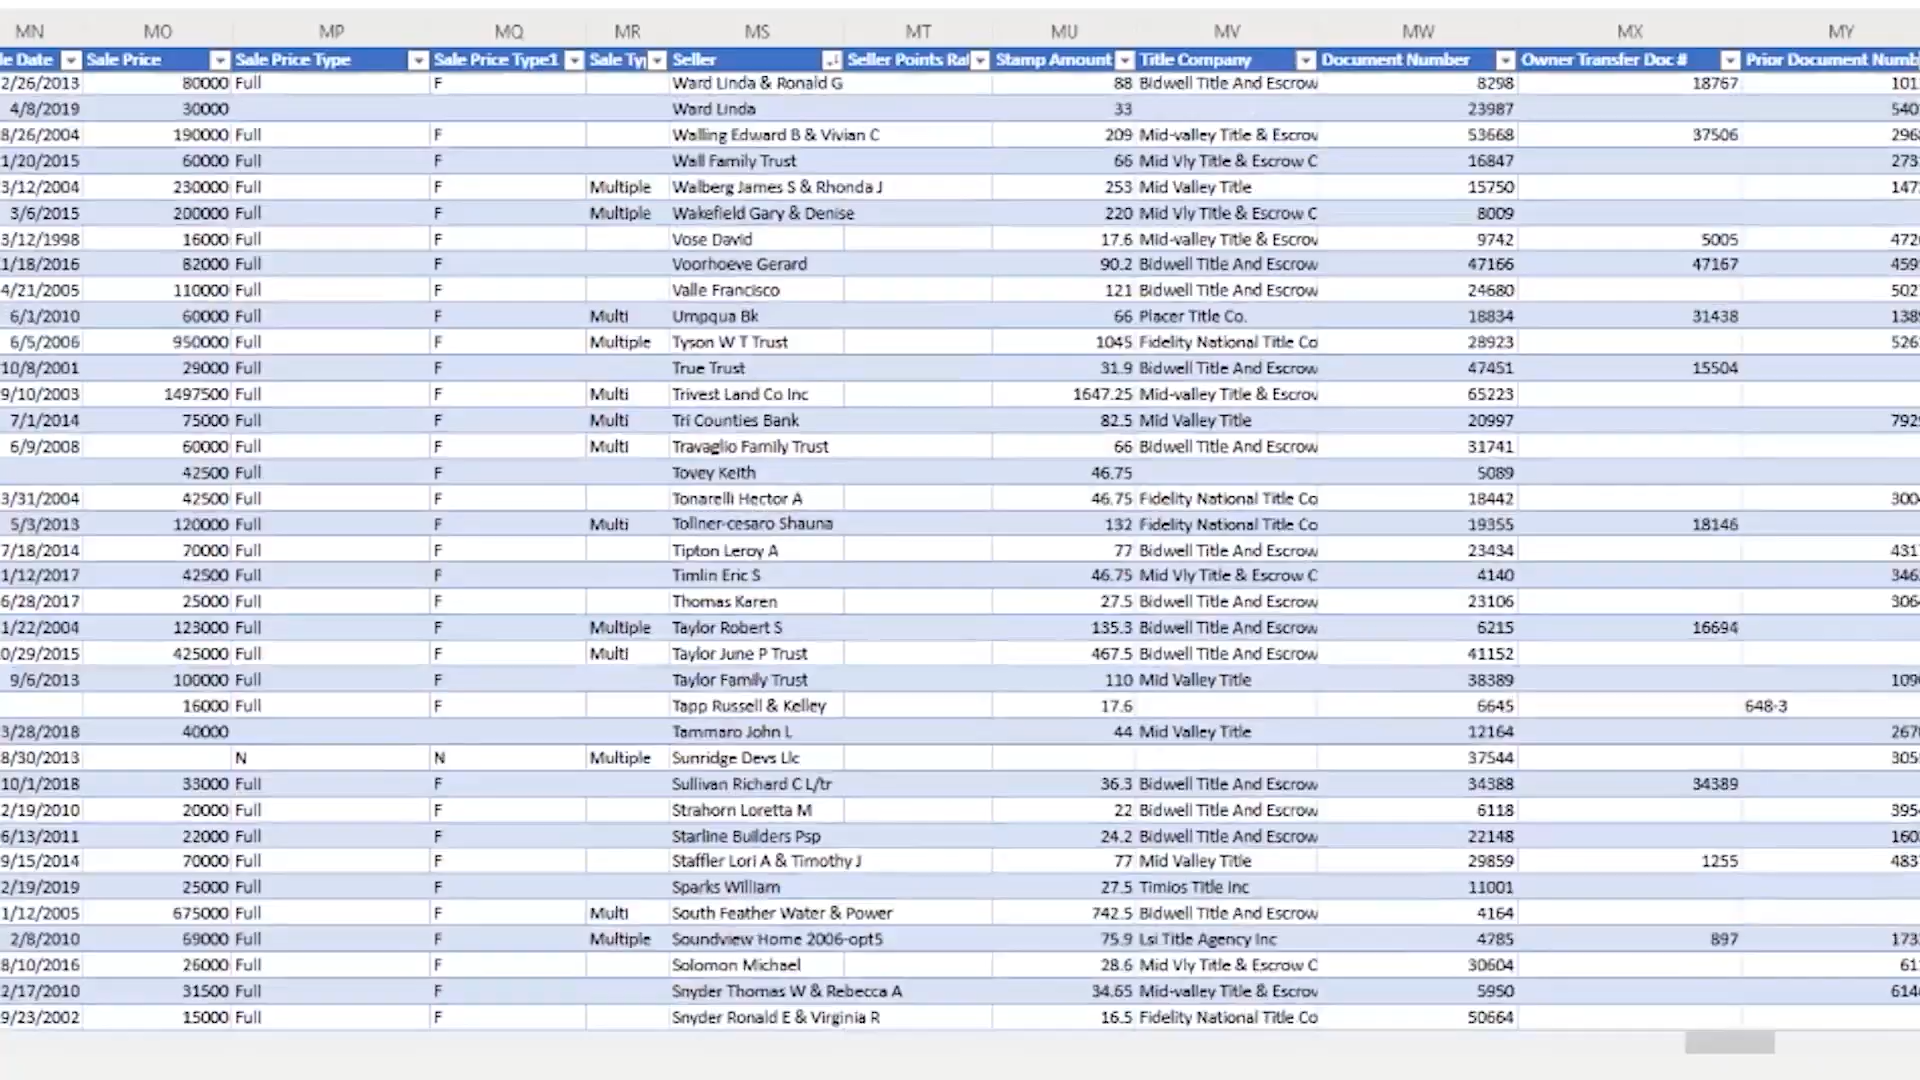 MN MO MP MQ MR MS MT MU MV MW MX MY
le Date Sale Price Sale Price Type Sale Price Type1 Sale Ty Seller Seller Points Rat Stamp Amount Title Company Document Number Owner Transfer Doc # Prior Document Numb
2/26/2013 80000 Full F Ward Linda & Ronald G 88 Bidwell Title And Escrow 8298 18767 101
4/8/2019 30000 Ward Linda 33 23987 540
8/26/2004 190000 Full F Walling Edward B & Vivian C 209 Mid-valley Title & Escrov 53668 37506 296
1/20/2015 60000 Full F Wall Family Trust 66 Mid Vly Title & Escrow C 16847 273
3/12/2004 230000 Full F Multiple Walberg James S & Rhonda J 253 Mid Valley Title 15750 147
3/6/2015 200000 Full F Multiple Wakefield Gary & Denise 220 Mid Vly Title & Escrow C 8009
3/12/1998 16000 Full F Vose David 17.6 Mid-valley Title & Escrov 9742 5005 472
1/18/2016 82000 Full F Voorhoeve Gerard 90.2 Bidwell Title And Escrow 47166 47167 459
4/21/2005 110000 Full F Valle Francisco 121 Bidwell Title And Escrow 24680 502
6/1/2010 60000 Full F Multi Umpqua Bk 66 Placer Title Co. 18834 31438 138
6/5/2006 950000 Full F Multiple Tyson W T Trust 1045 Fidelity National Title Co 28923 526
10/8/2001 29000 Full F True Trust 31.9 Bidwell Title And Escrow 47451 15504
9/10/2003 1497500 Full F Multi Trivest Land Co Inc 1647.25 Mid-valley Title & Escrov 65223
7/1/2014 75000 Full F Multi Tri Counties Bank 82.5 Mid Valley Title 20997 792
6/9/2008 60000 Full F Multi Travaglio Family Trust 66 Bidwell Title And Escrow 31741
42500 Full F Tovey Keith 46.75 5089
3/31/2004 42500 Full F Tonarelli Hector A 46.75 Fidelity National Title Co 18442 300
5/3/2013 120000 Full F Multi Tollner-cesaro Shauna 132 Fidelity National Title Co 19355 18146
7/18/2014 70000 Full F Tipton Leroy A 77 Bidwell Title And Escrow 23434 431
1/12/2017 42500 Full F Timlin Eric S 46.75 Mid Vly Title & Escrow C 4140 346
6/28/2017 25000 Full F Thomas Karen 27.5 Bidwell Title And Escrow 23106 306
1/22/2004 123000 Full F Multiple Taylor Robert S 135.3 Bidwell Title And Escrow 6215 16694
0/29/2015 425000 Full F Multi Taylor June P Trust 467.5 Bidwell Title And Escrow 41152
9/6/2013 100000 Full F Taylor Family Trust 110 Mid Valley Title 38389 109
16000 Full F Tapp Russell & Kelley 17.6 6645 648-3
3/28/2018 40000 Tammaro John L 44 Mid Valley Title 12164 267
8/30/2013 N N Multiple Sunridge Devs Llc 37544 305
10/1/2018 33000 Full F Sullivan Richard C L/tr 36.3 Bidwell Title And Escrow 34388 34389
2/19/2010 20000 Full F Strahorn Loretta M 22 Bidwell Title And Escrow 6118 395
6/13/2011 22000 Full F Starline Builders Psp 24.2 Bidwell Title And Escrow 22148 160
9/15/2014 70000 Full F Staffler Lori A & Timothy J 77 Mid Valley Title 29859 1255 483
2/19/2019 25000 Full F Sparks William 27.5 Timios Title Inc 11001
1/12/2005 675000 Full F Multi South Feather Water & Power 742.5 Bidwell Title And Escrow 4164
2/8/2010 69000 Full F Multiple Soundview Home 2006-opt5 75.9 Lsi Title Agency Inc 4785 897 173
8/10/2016 26000 Full F Solomon Michael 28.6 Mid Vly Title & Escrow C 30604 61
2/17/2010 31500 Full F Snyder Thomas W & Rebecca A 34.65 Mid-valley Title & Escrov 5950 614
9/23/2002 15000 Full F Snyder Ronald E & Virginia R 16.5 Fidelity National Title Co 50664